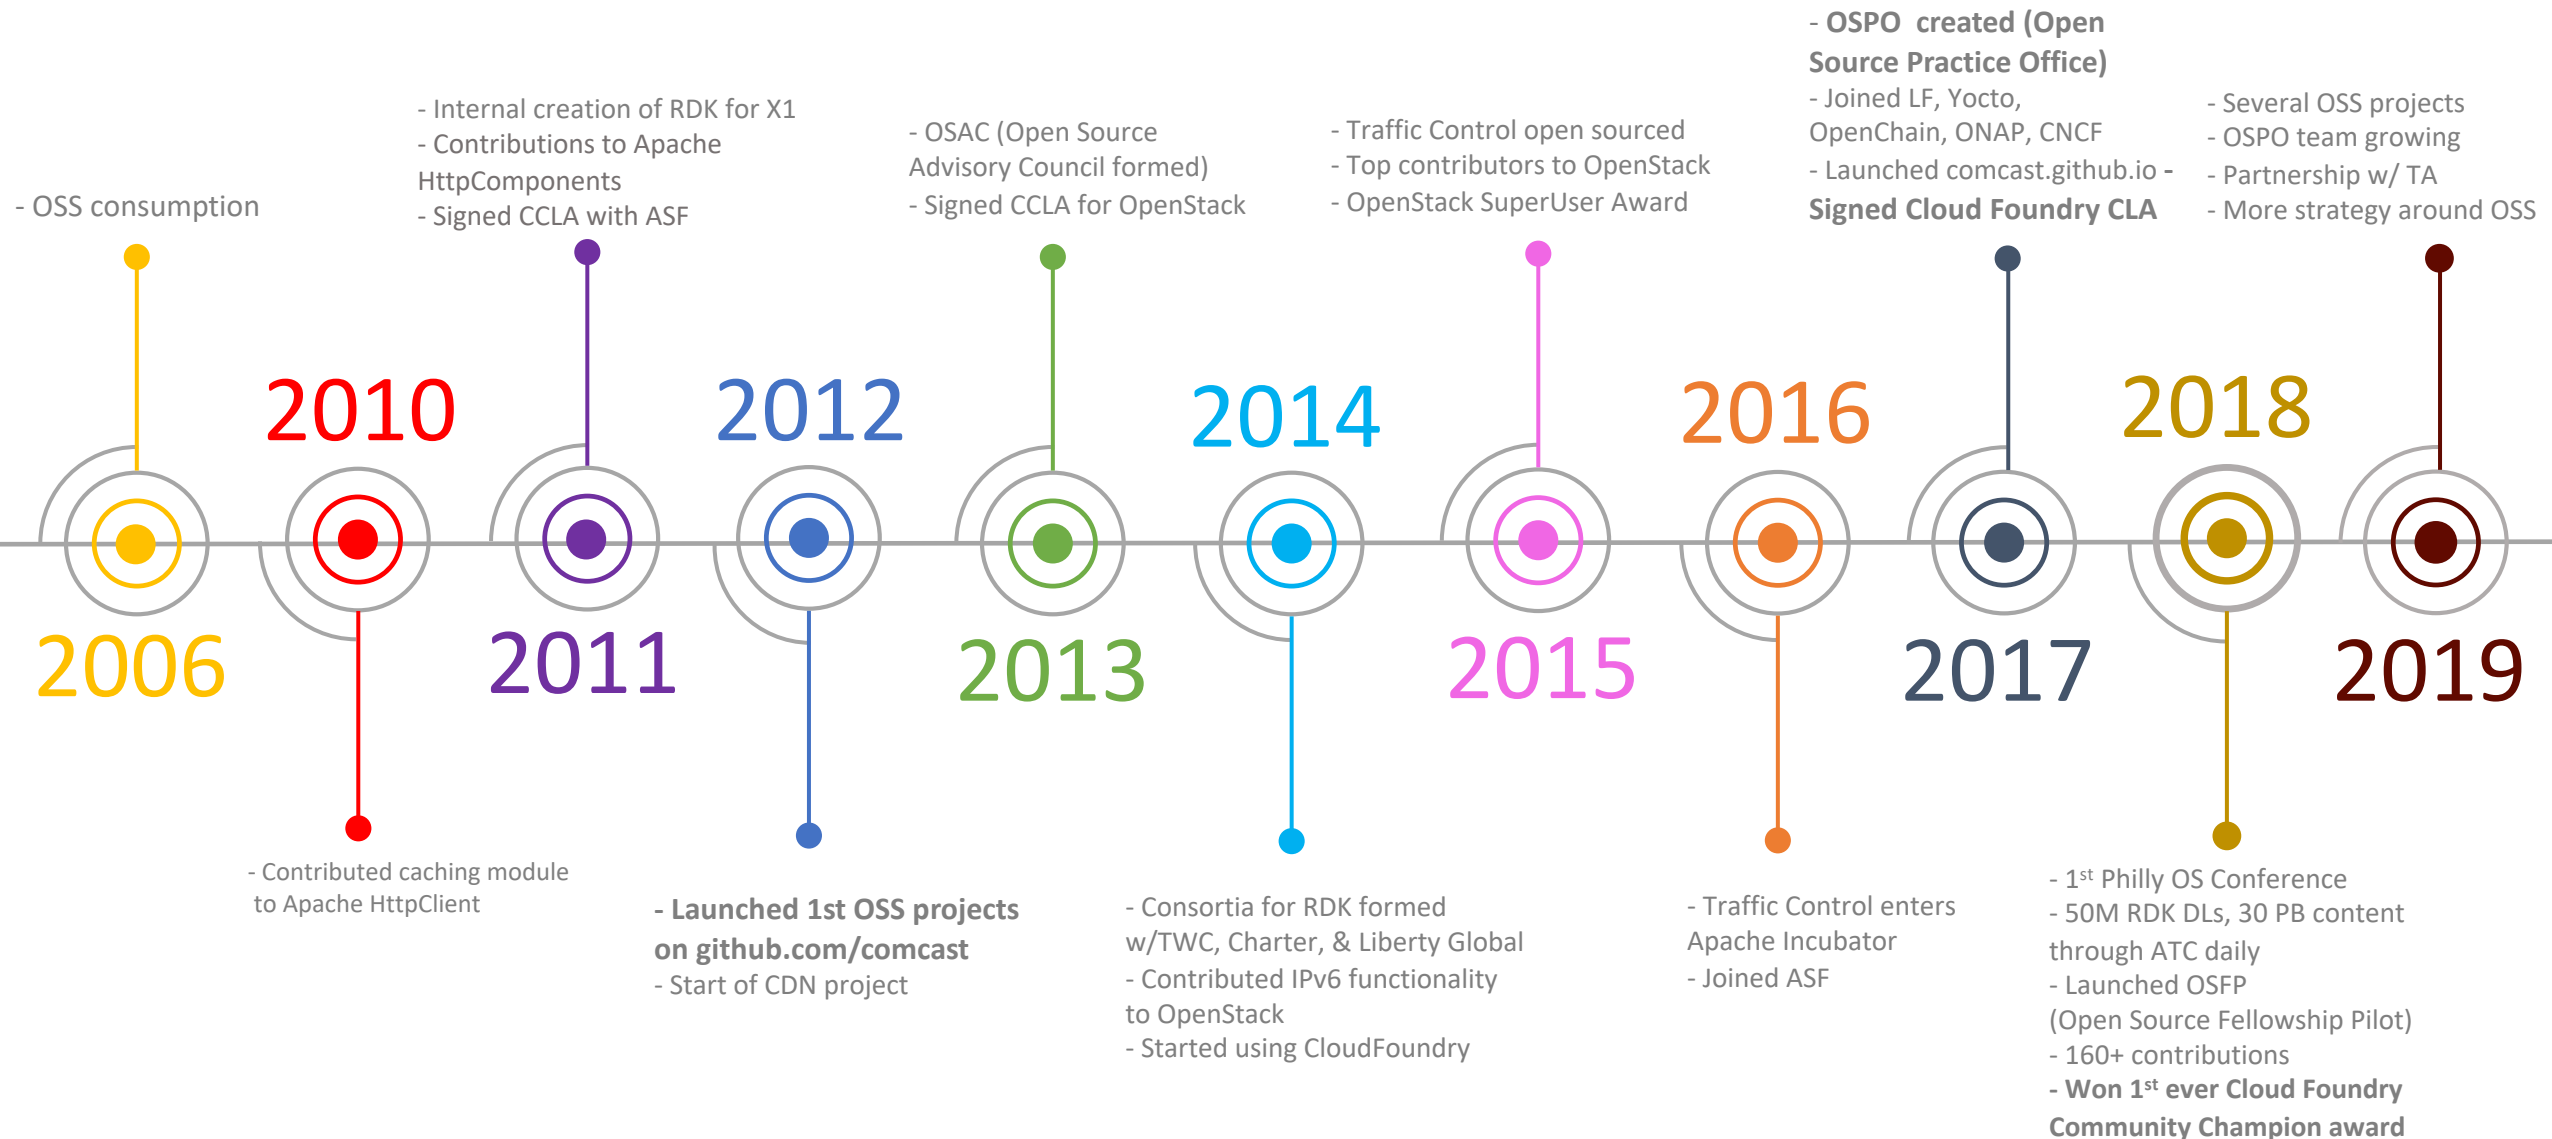 - OSS consumption
2006
2010
- Contributed caching module
to Apache HttpClient
- Internal creation of RDK for X1
- Contributions to Apache
HttpComponents
- Signed CCLA with ASF
2011
2012
- Launched 1st OSS projects
on github.com/comcast
- Start of CDN project
- OSAC (Open Source
Advisory Council formed)
- Signed CCLA for OpenStack
2013
2014
- Consortia for RDK formed
w/TWC, Charter, & Liberty Global
- Contributed IPv6 functionality
to OpenStack
- Started using CloudFoundry
- Traffic Control open sourced
- Top contributors to OpenStack
- OpenStack SuperUser Award
2015
2016
- Traffic Control enters
Apache Incubator
- Joined ASF
- OSPO created (Open
Source Practice Office)
- Joined LF, Yocto,
OpenChain, ONAP, CNCF
- Launched comcast.github.io -
Signed Cloud Foundry CLA
2017
2018
- 1st Philly OS Conference
- 50M RDK DLs, 30 PB content
through ATC daily
- Launched OSFP
(Open Source Fellowship Pilot)
- 160+ contributions
- Won 1st ever Cloud Foundry
Community Champion award
- Several OSS projects
- OSPO team growing
- Partnership w/ TA
- More strategy around OSS
2019